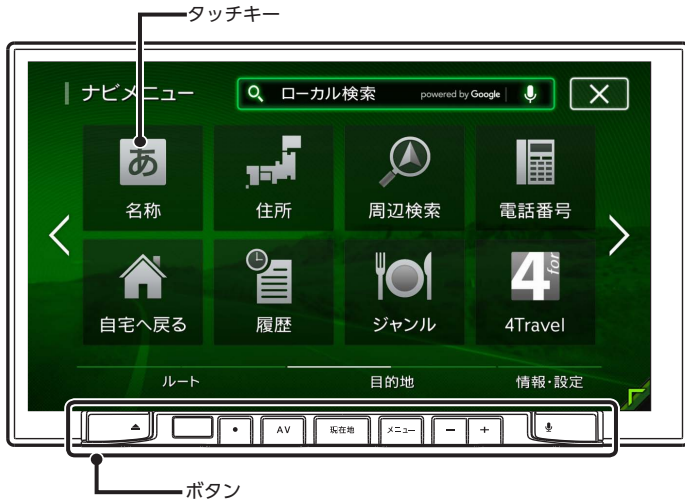 タッチキー
ナビメニュー
ローカル検索 powered by Google
名称 住所 周辺検索 電話番号
自宅へ戻る 履歴 ジャンル 4Travel
あ
4 for
ルート 目的地 情報・設定
AV 現在地 メニュー − +
ボタン